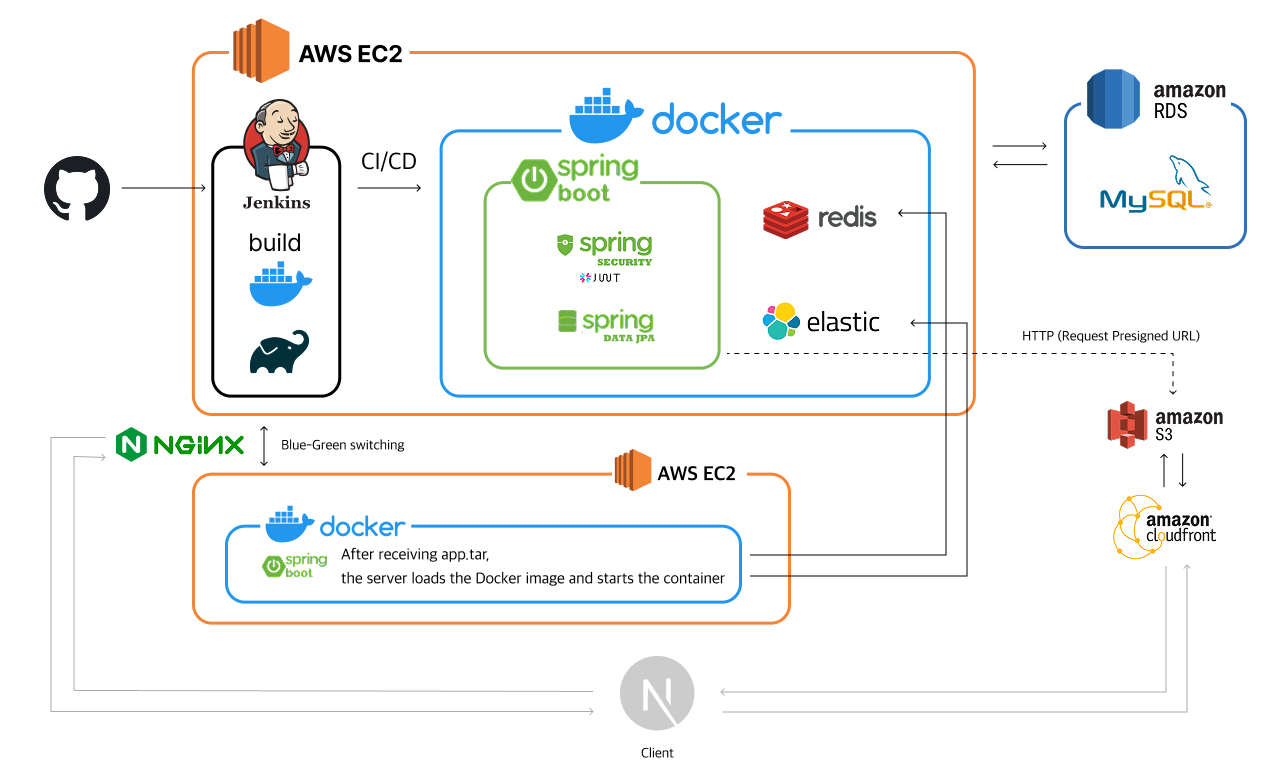 AWS EC2
docker
amazon
RDS
CI/CD
spring
boot
Jenkins
MySQL®
redis
build
spring
SECURITY
JWT
elastic
spring
DATA JPA
HTTP (Request Presigned URL)
amazon
S3
N NGINX
Blue-Green switching
AWS EC2
docker
amazon
cloudfront
spring
boot
After receiving app.tar,
the server loads the Docker image and starts the container
N
Client